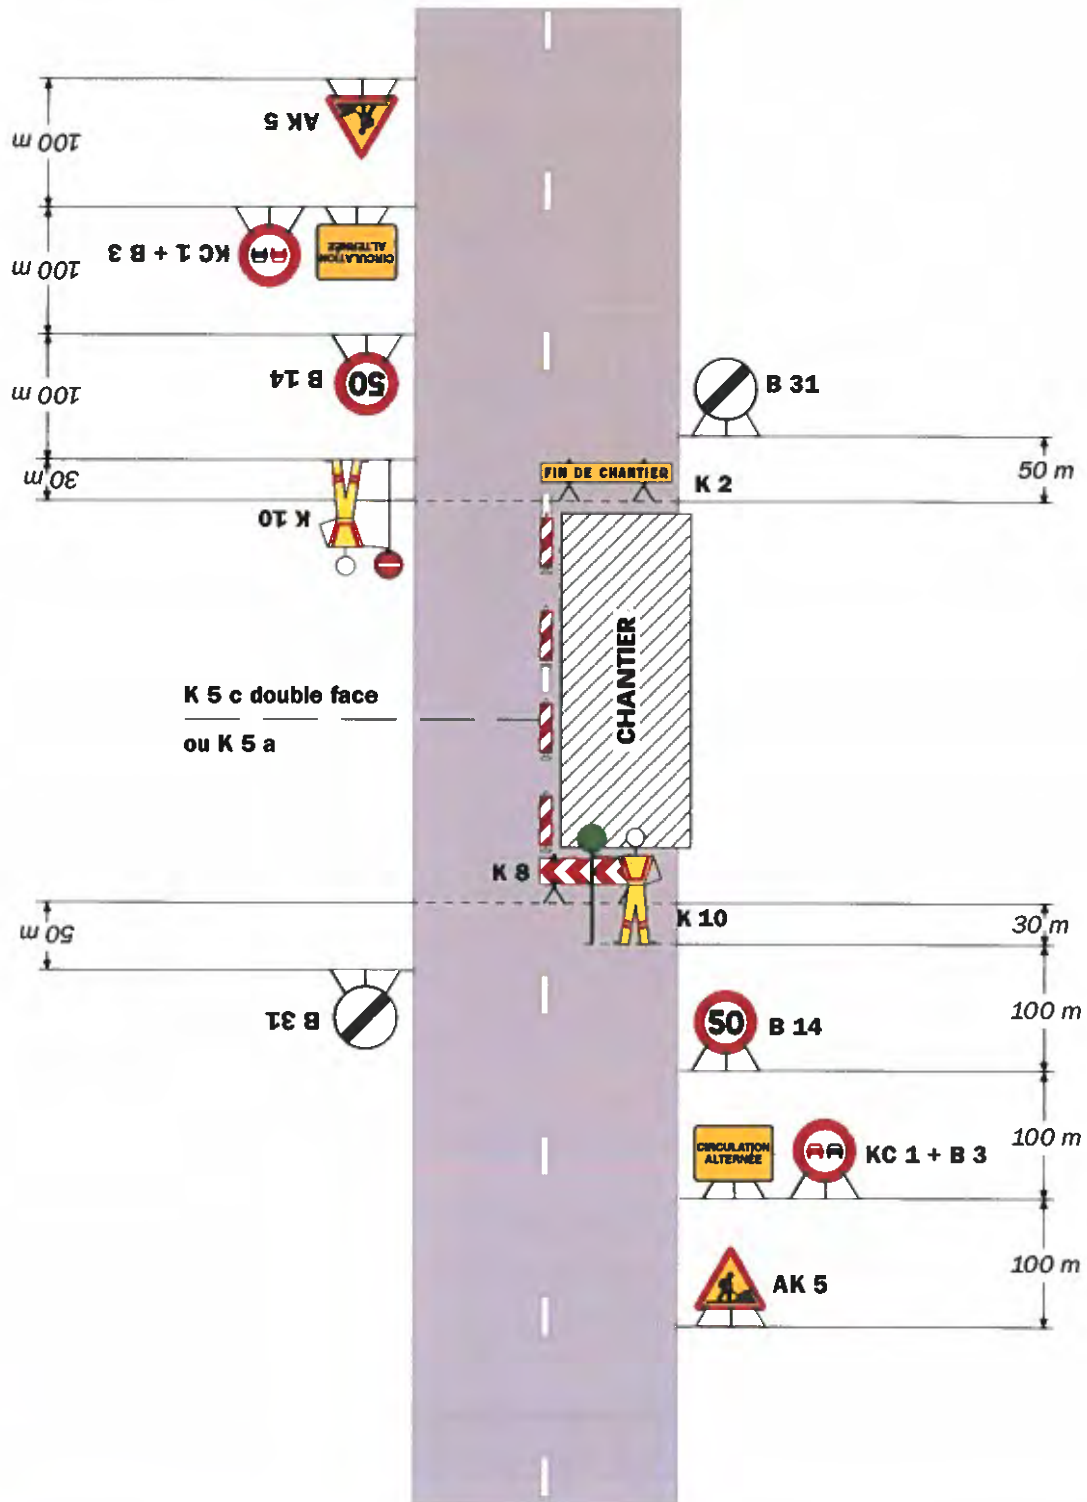 AK 5
100 m
CIRCULATION
ALTERNÉE
KC 1 + B 3
100 m
50
B 14
100 m
B 31
30 m
FIN DE CHANTIER
K 2
50 m
K 10
CHANTIER
K 5 c double face
ou K 5 a
K 8
K 10
30 m
50 m
B 31
50
B 14
100 m
CIRCULATION
ALTERNÉE
KC 1 + B 3
100 m
AK 5
100 m